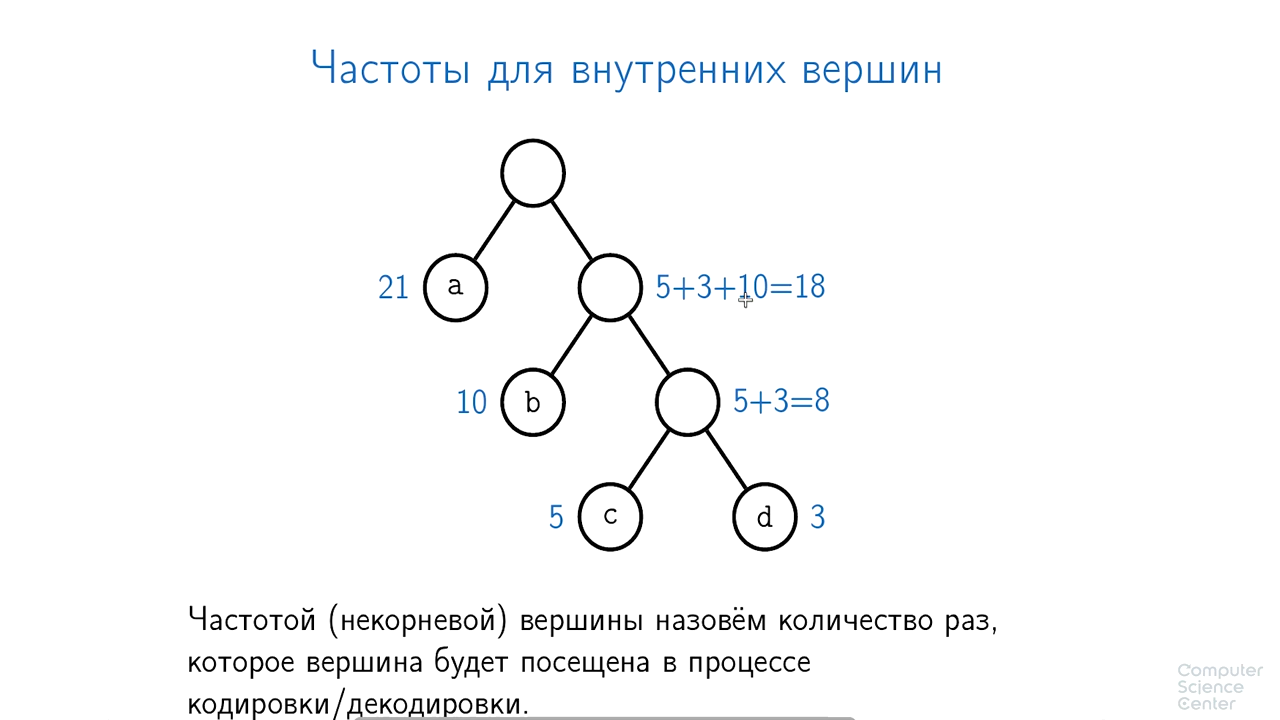 Частоты для внутренних вершин
21 a 5+3+10=18
10 b 5+3=8
5 c d 3
Частотой (некорневой) вершины назовём количество раз,
которое вершина будет посещена в процессе
кодировки/декодировки.
Computer
Science
Center